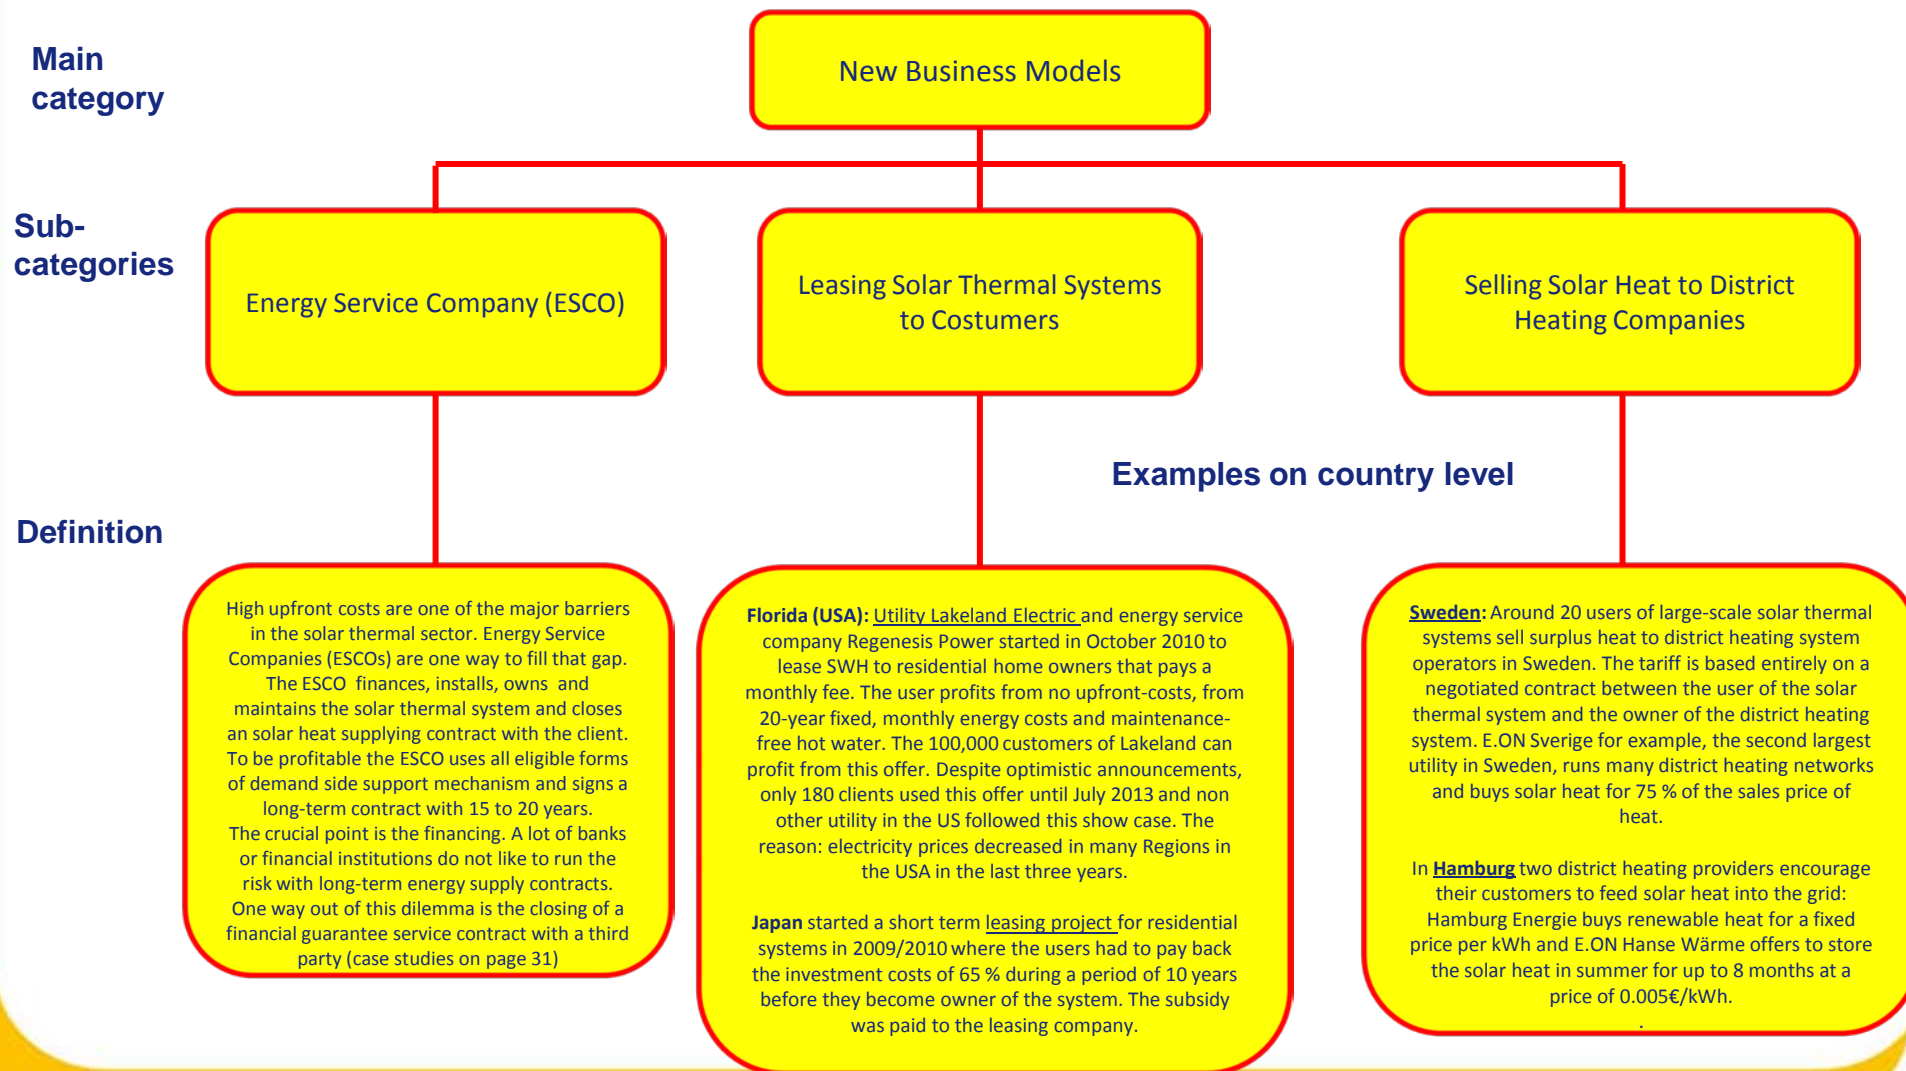 Main
category
New Business Models
Sub-
categories
Energy Service Company (ESCO)
Leasing Solar Thermal Systems
to Costumers
Selling Solar Heat to District
Heating Companies
Examples on country level
Definition
High upfront costs are one of the major barriers
in the solar thermal sector. Energy Service
Companies (ESCOs) are one way to fill that gap.
The ESCO finances, installs, owns and
maintains the solar thermal system and closes
an solar heat supplying contract with the client.
To be profitable the ESCO uses all eligible forms
of demand side support mechanism and signs a
long-term contract with 15 to 20 years.
The crucial point is the financing. A lot of banks
or financial institutions do not like to run the
risk with long-term energy supply contracts.
One way out of this dilemma is the closing of a
financial guarantee service contract with a third
party (case studies on page 31)
Florida (USA): Utility Lakeland Electric and energy service
company Regenesis Power started in October 2010 to
lease SWH to residential home owners that pays a
monthly fee. The user profits from no upfront-costs, from
20-year fixed, monthly energy costs and maintenance-
free hot water. The 100,000 customers of Lakeland can
profit from this offer. Despite optimistic announcements,
only 180 clients used this offer until July 2013 and non
other utility in the US followed this show case. The
reason: electricity prices decreased in many Regions in
the USA in the last three years.
Japan started a short term leasing project for residential
systems in 2009/2010 where the users had to pay back
the investment costs of 65 % during a period of 10 years
before they become owner of the system. The subsidy
was paid to the leasing company.
Sweden: Around 20 users of large-scale solar thermal
systems sell surplus heat to district heating system
operators in Sweden. The tariff is based entirely on a
negotiated contract between the user of the solar
thermal system and the owner of the district heating
system. E.ON Sverige for example, the second largest
utility in Sweden, runs many district heating networks
and buys solar heat for 75 % of the sales price of
heat.
In Hamburg two district heating providers encourage
their customers to feed solar heat into the grid:
Hamburg Energie buys renewable heat for a fixed
price per kWh and E.ON Hanse Wärme offers to store
the solar heat in summer for up to 8 months at a
price of 0.005€/kWh.
.